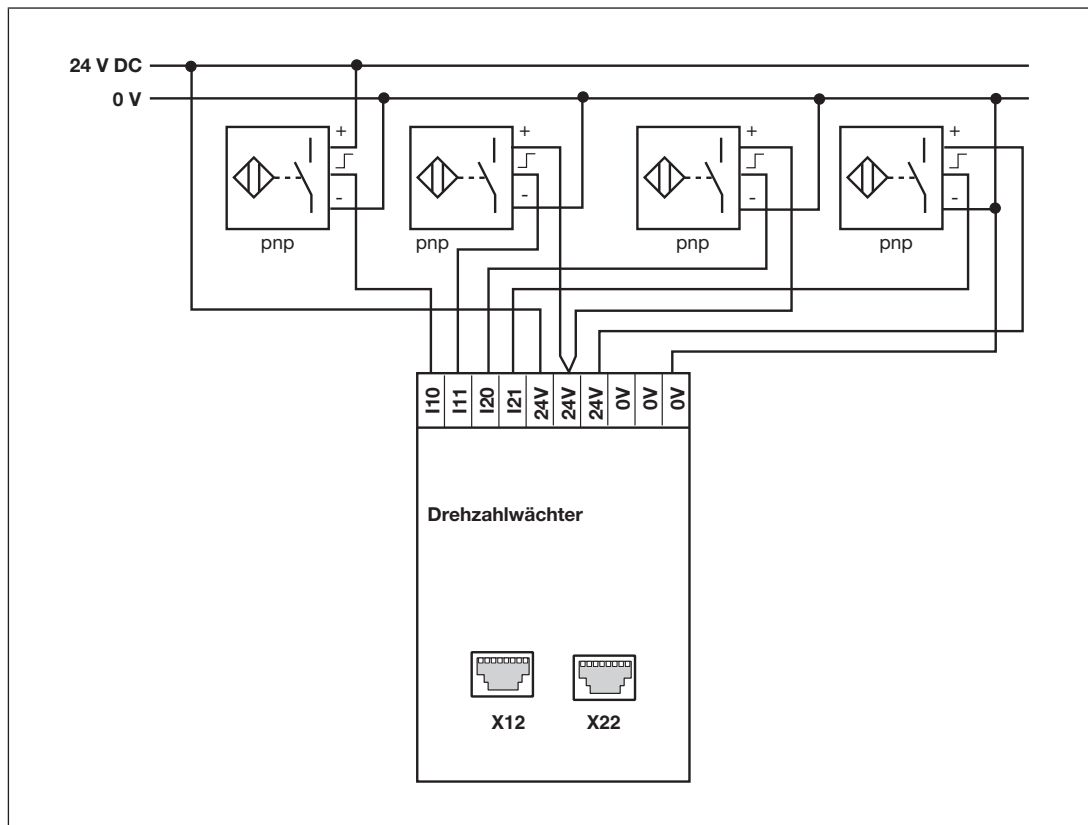 24 V DC
0 V
+
-
+
-
+
-
+
-
pnp
pnp
pnp
pnp
I10
I11
I20
I21
24V
24V
24V
0V
0V
0V
Drehzahlwächter
X12
X22